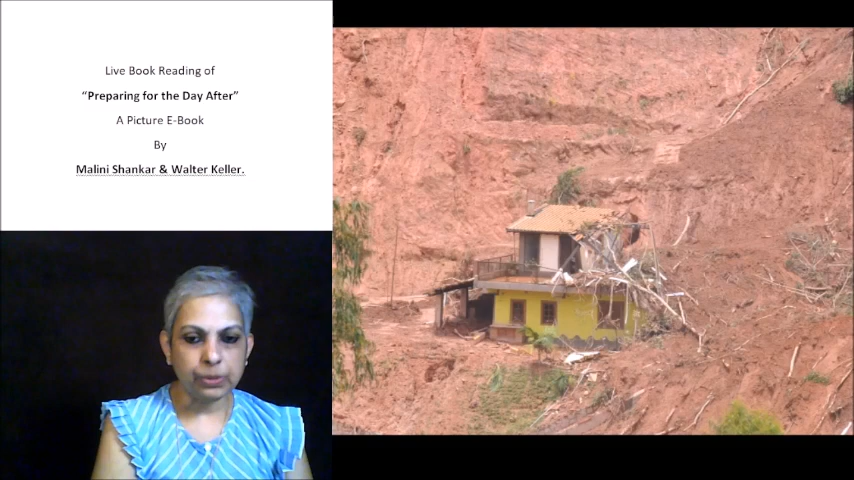 Live Book Reading of
“Preparing for the Day After”
A Picture E-Book
By
Malini Shankar & Walter Keller.